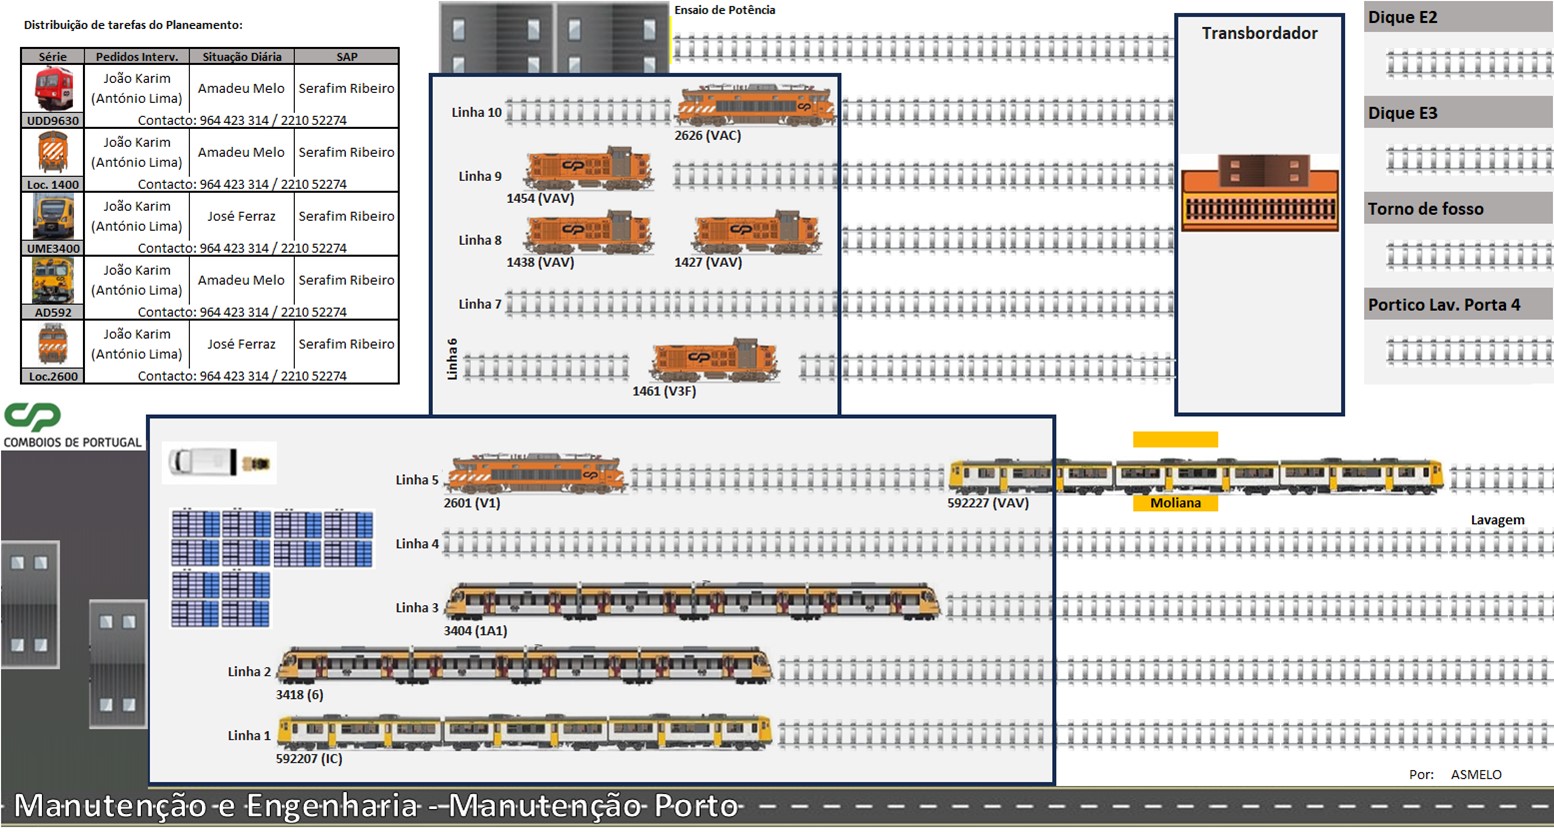 Distribuição de tarefas do Planeamento:
Série Pedidos Interv. Situação Diária SAP
João Karim
(António Lima) Amadeu Melo Serafim Ribeiro
UDD9630 Contacto: 964 423 314 / 2210 52274
João Karim
(António Lima) Amadeu Melo Serafim Ribeiro
Loc. 1400 Contacto: 964 423 314 / 2210 52274
João Karim
(António Lima) José Ferraz Serafim Ribeiro
UME3400 Contacto: 964 423 314 / 2210 52274
João Karim
(António Lima) Amadeu Melo Serafim Ribeiro
AD592 Contacto: 964 423 314 / 2210 52274
João Karim
(António Lima) José Ferraz Serafim Ribeiro
Loc.2600 Contacto: 964 423 314 / 2210 52274
CP
COMBOIOS DE PORTUGAL
Ensaio de Potência
Linha 10
2626 (VAC)
Linha 9
1454 (VAV)
Linha 8
1438 (VAV) 1427 (VAV)
Linha 7
Linha 6
1461 (V3F)
Transbordador
Dique E2
Dique E3
Torno de fosso
Portico Lav. Porta 4
Linha 5
2601 (V1) 592227 (VAV)
Moliana
Lavagem
Linha 4
Linha 3
3404 (1A1)
Linha 2
3418 (6)
Linha 1
592207 (IC)
Por: ASMELO
Manutenção e Engenharia - Manutenção Porto